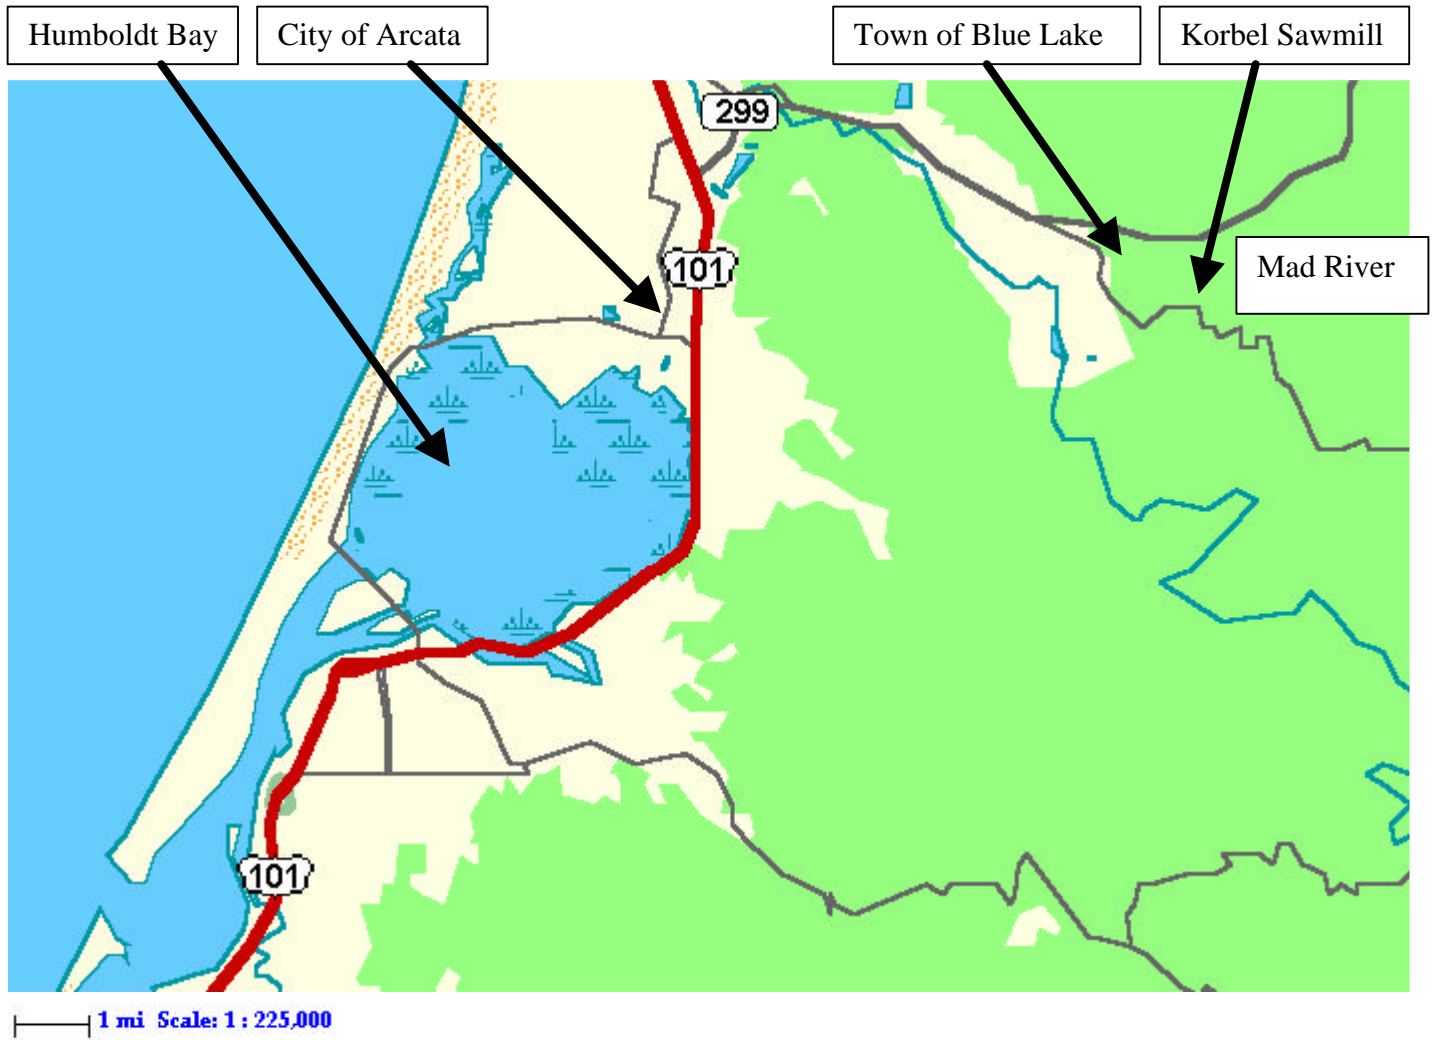 Humboldt Bay
City of Arcata
Town of Blue Lake
Korbel Sawmill
299
101
Mad River
101
1 mi Scale: 1 : 225,000